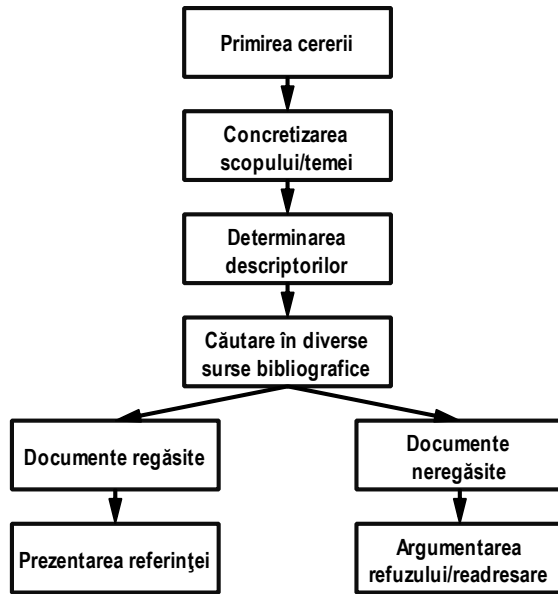 Primirea cererii
Concretizarea
scopului/temei
Determinarea
descriptorilor
Căutare în diverse
surse bibliografice
Documente regăsite
Documente
neregăsite
Prezentarea referinţei
Argumentarea
refuzului/readresare